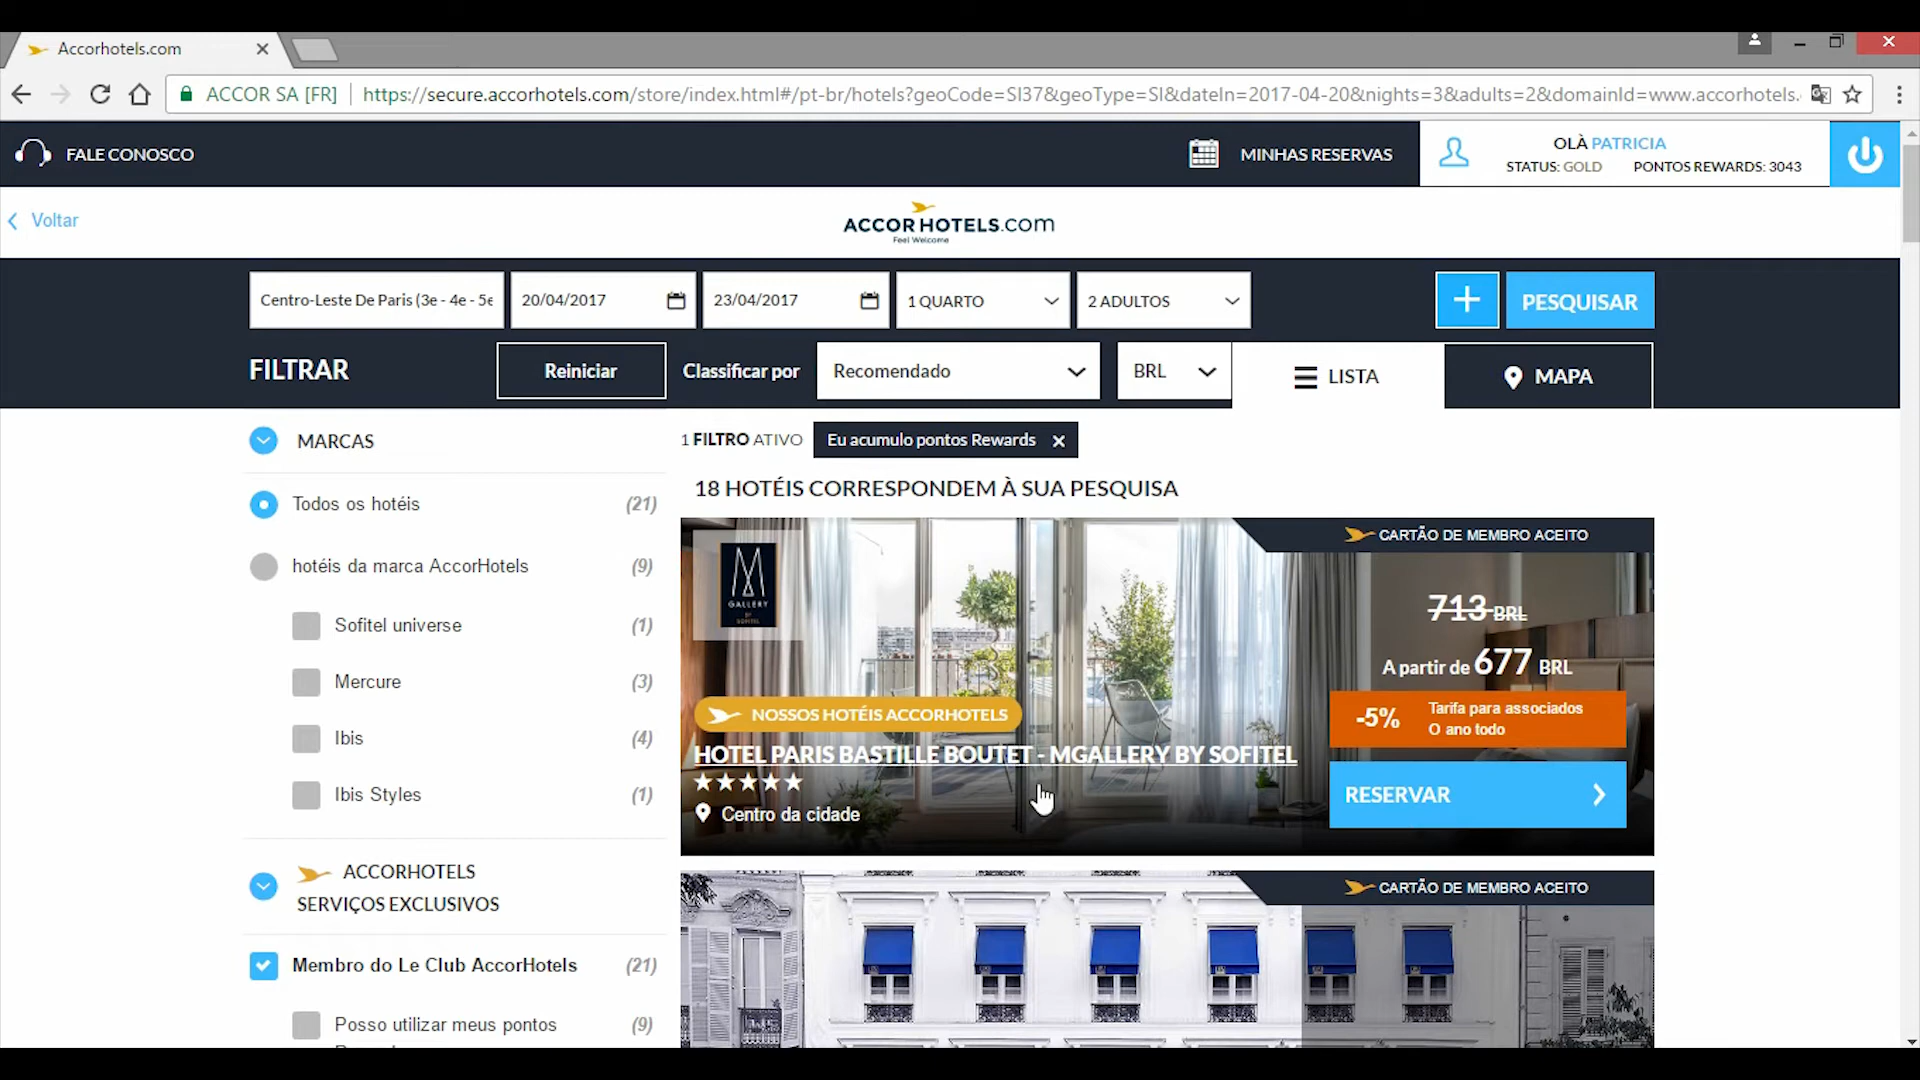 Accorhotels.com
ACCOR SA [FR]
https://secure.accorhotels.com/store/index.html#/pt-br/hotels?geoCode=SI37&geoType=SI&dateIn=2017-04-20&nights=3&adults=2&domainId=www.accorhotels.
FALE CONOSCO
MINHAS RESERVAS
OLÀ PATRICIA
STATUS: GOLD PONTOS REWARDS: 3043
Voltar
ACCORHOTELS.com
Feel Welcome
Centro-Leste De Paris (3e - 4e - 5e
20/04/2017
23/04/2017
1 QUARTO
2 ADULTOS
PESQUISAR
FILTRAR
Reiniciar
Classificar por
Recomendado
BRL
LISTA
MAPA
MARCAS
Todos os hotéis (21)
hotéis da marca AccorHotels (9)
Sofitel universe (1)
Mercure (3)
Ibis (4)
Ibis Styles (1)
ACCORHOTELS
SERVIÇOS EXCLUSIVOS
Membro do Le Club AccorHotels (21)
Posso utilizar meus pontos (9)
1 FILTRO ATIVO
Eu acumulo pontos Rewards
18 HOTÉIS CORRESPONDEM À SUA PESQUISA
CARTÃO DE MEMBRO ACEITO
M
GALLERY
BY
SOFITEL
713 BRL
A partir de 677 BRL
-5%
Tarifa para associados
O ano todo
RESERVAR
NOSSOS HOTÉIS ACCORHOTELS
HOTEL PARIS BASTILLE BOUTET - MGALLERY BY SOFITEL
Centro da cidade
CARTÃO DE MEMBRO ACEITO